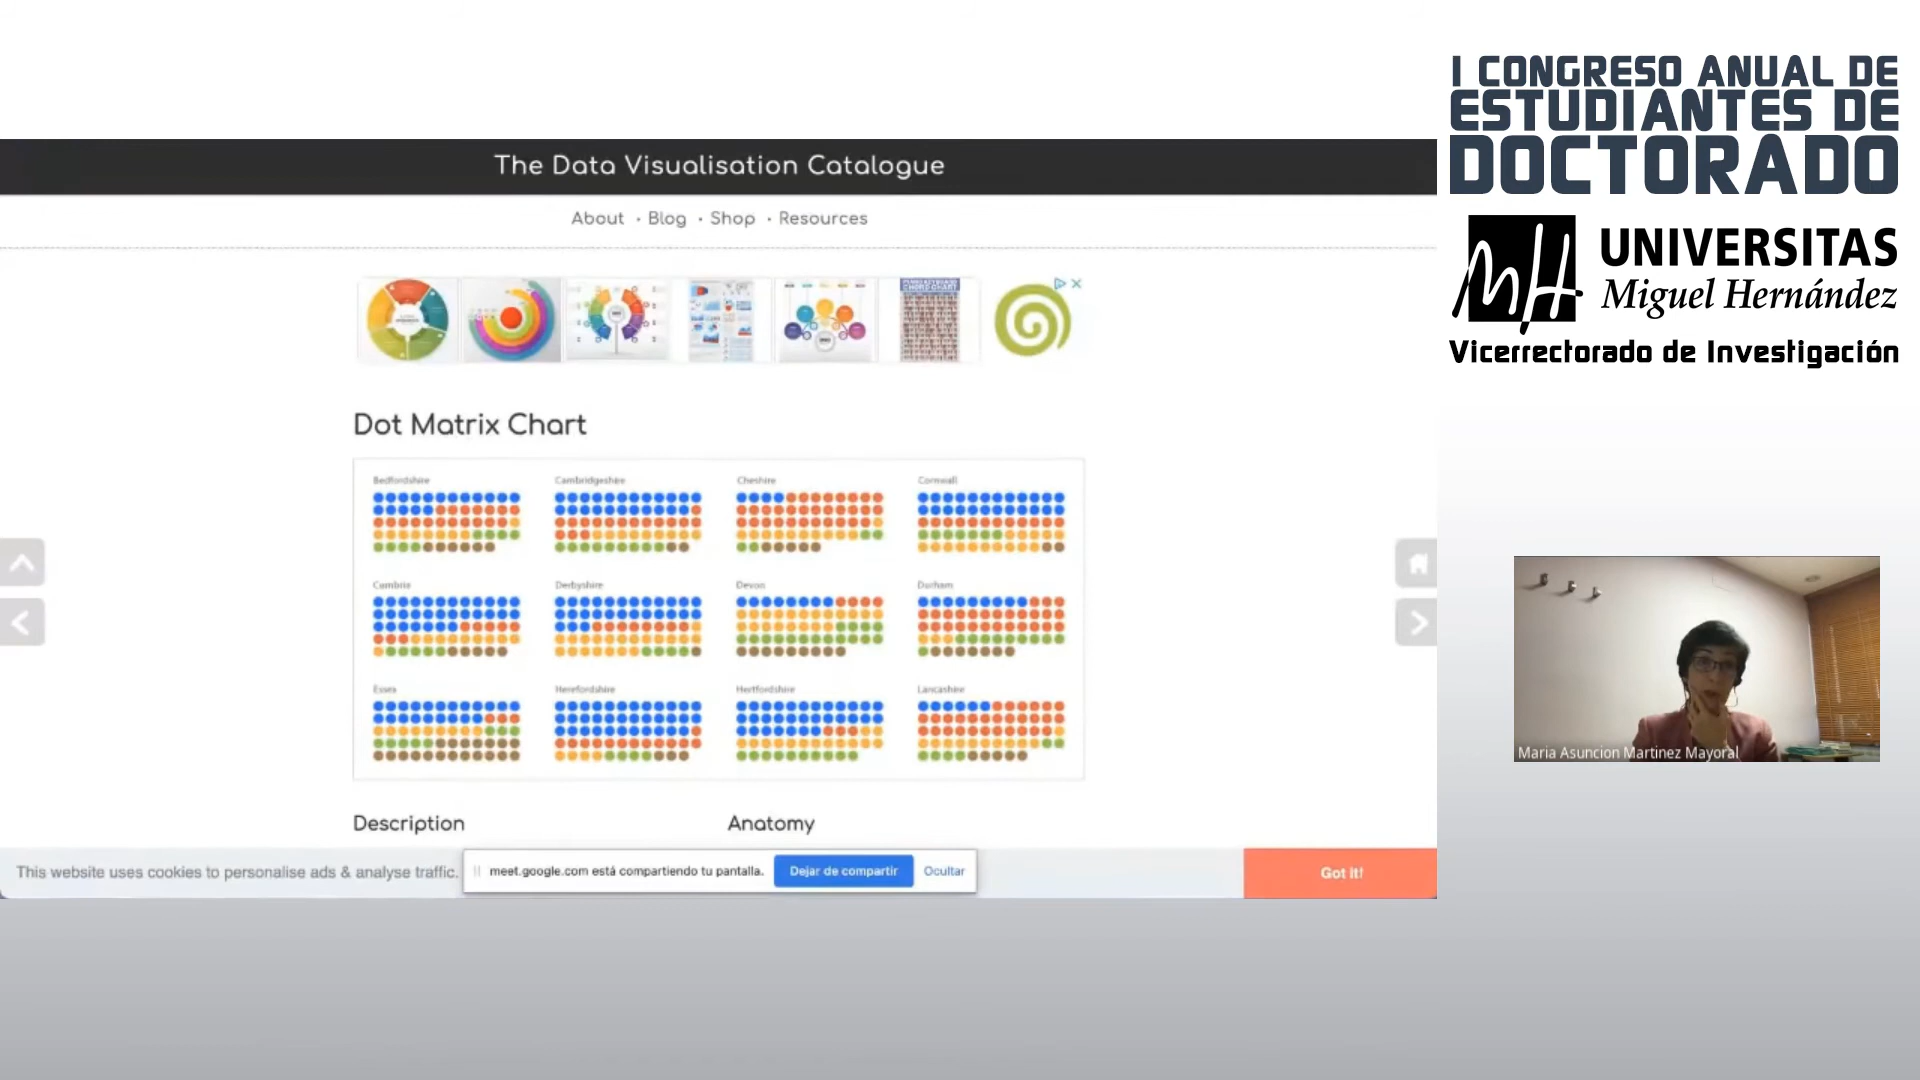 I CONGRESO ANUAL DE
ESTUDIANTES DE
DOCTORADO
UNIVERSITAS
Miguel Hernández
Vicerrectorado de Investigación
The Data Visualisation Catalogue
About · Blog · Shop · Resources
Dot Matrix Chart
Bedfordshire Cambridgeshire Cheshire Cornwall
Cumbria Derbyshire Devon Durham
Essex Herefordshire Hertfordshire Lancashire
Description Anatomy
This website uses cookies to personalise ads & analyse traffic.
meet.google.com está compartiendo tu pantalla. Dejar de compartir Ocultar
Got it!
Maria Asuncion Martinez Mayoral